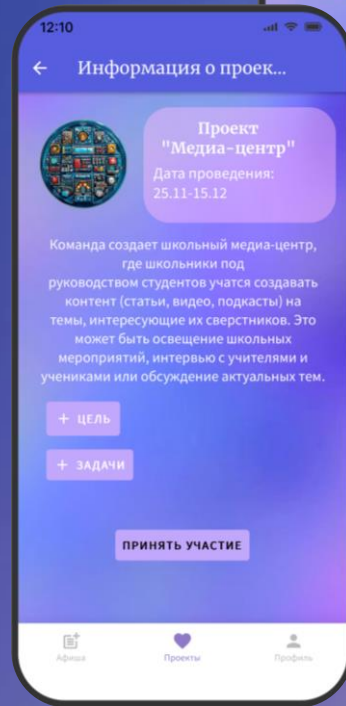 12:10
Информация о проек...
Проект
"Медиа-центр"
Дата проведения:
25.11-15.12
Команда создает школьный медиа-центр,
где школьники под
руководством студентов учатся создавать
контент (статьи, видео, подкасты) на
темы, интересующие их сверстников. Это
может быть освещение школьных
мероприятий, интервью с учителями и
учениками или обсуждение актуальных тем.
+ ЦЕЛЬ
+ ЗАДАЧИ
ПРИНЯТЬ УЧАСТИЕ
Афиша Проекты Профиль